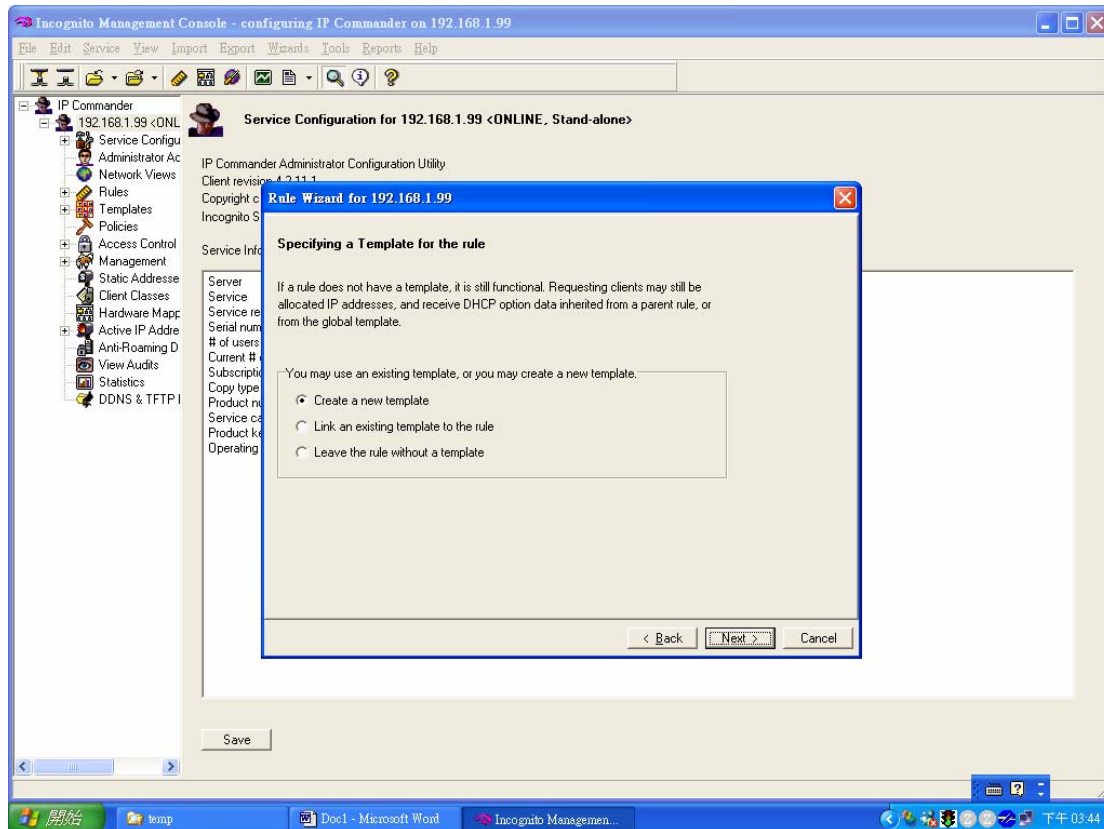 Incognito Management Console - configuring IP Commander on 192.168.1.99
File Edit Service View Import Export Wizards Tools Reports Help
IP Commander
192.168.1.99 <ONL
Service Configu
Administrator Ac
Network Views
Rules
Templates
Policies
Access Control
Management
Static Addresse
Client Classes
Hardware Mapp
Active IP Addre
Anti-Roaming D
View Audits
Statistics
DDNS & TFTP I
Service Configuration for 192.168.1.99 <ONLINE, Stand-alone>
IP Commander Administrator Configuration Utility
Client revision 4.2.11.1
Copyright c
Incognito S
Service Info
Server
Service
Service re
Serial num
# of users
Current #
Subscriptio
Copy type
Product nu
Service ca
Product ke
Operating
Rule Wizard for 192.168.1.99
Specifying a Template for the rule
If a rule does not have a template, it is still functional. Requesting clients may still be
allocated IP addresses, and receive DHCP option data inherited from a parent rule, or
from the global template.
You may use an existing template, or you may create a new template.
Create a new template
Link an existing template to the rule
Leave the rule without a template
< Back Next > Cancel
Save
開始 temp Doc1 - Microsoft Word Incognito Managemen... 下午 03:44